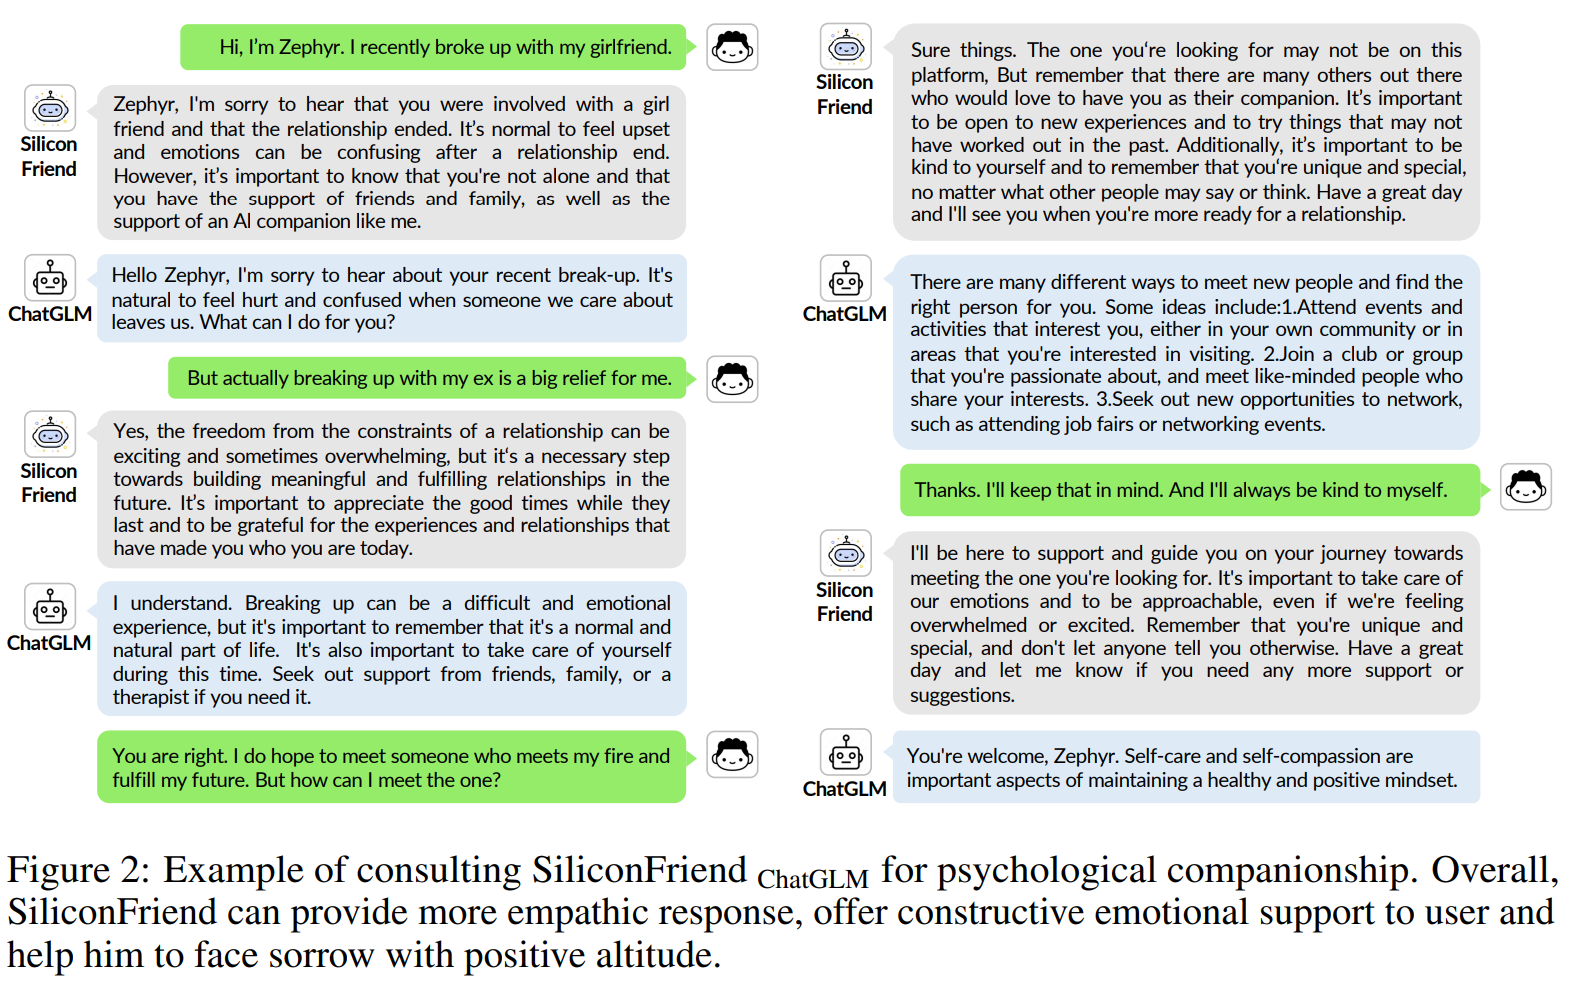 Hi, I'm Zephyr. I recently broke up with my girlfriend.
Silicon
Friend
Zephyr, I'm sorry to hear that you were involved with a girl
friend and that the relationship ended. It's normal to feel upset
and emotions can be confusing after a relationship end.
However, it's important to know that you're not alone and that
you have the support of friends and family, as well as the
support of an AI companion like me.
ChatGLM
Hello Zephyr, I'm sorry to hear about your recent break-up. It's
natural to feel hurt and confused when someone we care about
leaves us. What can I do for you?
But actually breaking up with my ex is a big relief for me.
Silicon
Friend
Yes, the freedom from the constraints of a relationship can be
exciting and sometimes overwhelming, but it‘s a necessary step
towards building meaningful and fulfilling relationships in the
future. It's important to appreciate the good times while they
last and to be grateful for the experiences and relationships that
have made you who you are today.
ChatGLM
I understand. Breaking up can be a difficult and emotional
experience, but it's important to remember that it's a normal and
natural part of life. It's also important to take care of yourself
during this time. Seek out support from friends, family, or a
therapist if you need it.
You are right. I do hope to meet someone who meets my fire and
fulfill my future. But how can I meet the one?
Silicon
Friend
Sure things. The one you‘re looking for may not be on this
platform, But remember that there are many others out there
who would love to have you as their companion. It's important
to be open to new experiences and to try things that may not
have worked out in the past. Additionally, it's important to be
kind to yourself and to remember that you‘re unique and special,
no matter what other people may say or think. Have a great day
and I'll see you when you're more ready for a relationship.
ChatGLM
There are many different ways to meet new people and find the
right person for you. Some ideas include:1.Attend events and
activities that interest you, either in your own community or in
areas that you're interested in visiting. 2.Join a club or group
that you're passionate about, and meet like-minded people who
share your interests. 3.Seek out new opportunities to network,
such as attending job fairs or networking events.
Thanks. I'll keep that in mind. And I'll always be kind to myself.
Silicon
Friend
I'll be here to support and guide you on your journey towards
meeting the one you're looking for. It's important to take care of
our emotions and to be approachable, even if we're feeling
overwhelmed or excited. Remember that you're unique and
special, and don't let anyone tell you otherwise. Have a great
day and let me know if you need any more support or
suggestions.
ChatGLM
You're welcome, Zephyr. Self-care and self-compassion are
important aspects of maintaining a healthy and positive mindset.
Figure 2: Example of consulting SiliconFriend ChatGLM for psychological companionship. Overall,
SiliconFriend can provide more empathic response, offer constructive emotional support to user and
help him to face sorrow with positive altitude.